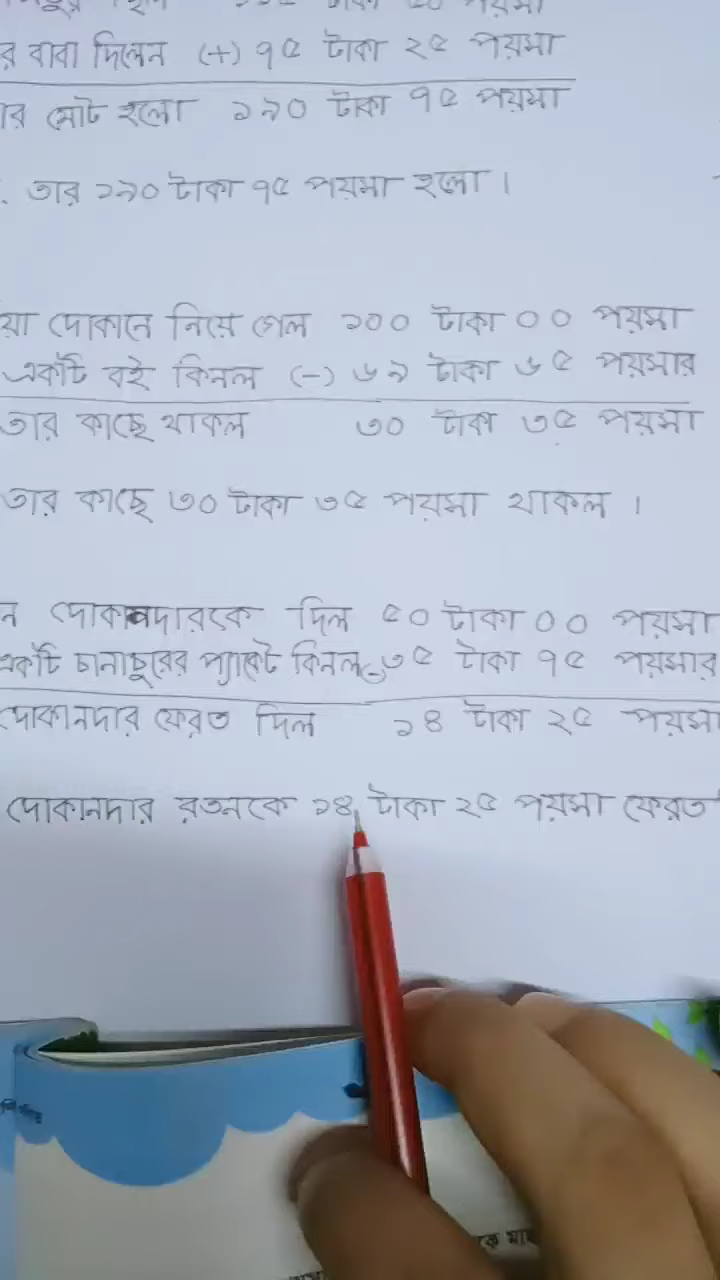 র বাবা দিলেন (+) ৭৫ টাকা ২৫ পয়সা
র মোট হলো ১৯০ টাকা ৭৫ পয়সা
. তার ১৯০ টাকা ৭৫ পয়সা হলো।
য়া দোকানে নিয়ে গেল ১০০ টাকা ০০ পয়সা
একটি বই কিনল (-) ৬৯ টাকা ৬৫ পয়সার
তার কাছে থাকল ৩০ টাকা ৩৫ পয়সা
তার কাছে ৩০ টাকা ৩৫ পয়সা থাকল।
ন দোকানদারকে দিল ৫০ টাকা ০০ পয়সা
একটি চানাচুরের প্যাকেট কিনল(-) ৩৫ টাকা ৭৫ পয়সার
দোকানদার ফেরত দিল ১৪ টাকা ২৫ পয়সা
দোকানদার রতনকে ১৪ টাকা ২৫ পয়সা ফেরত